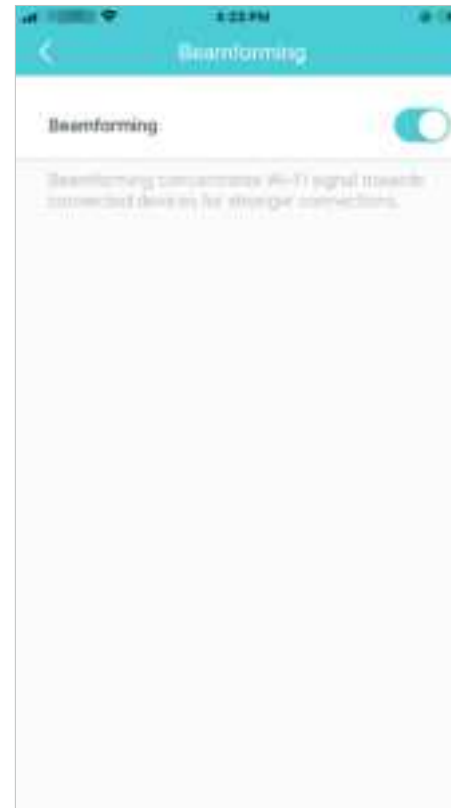 4:23 PM
Beamforming
Beamforming
Beamforming concentrates Wi-Fi signal towards
connected devices for stronger connections.